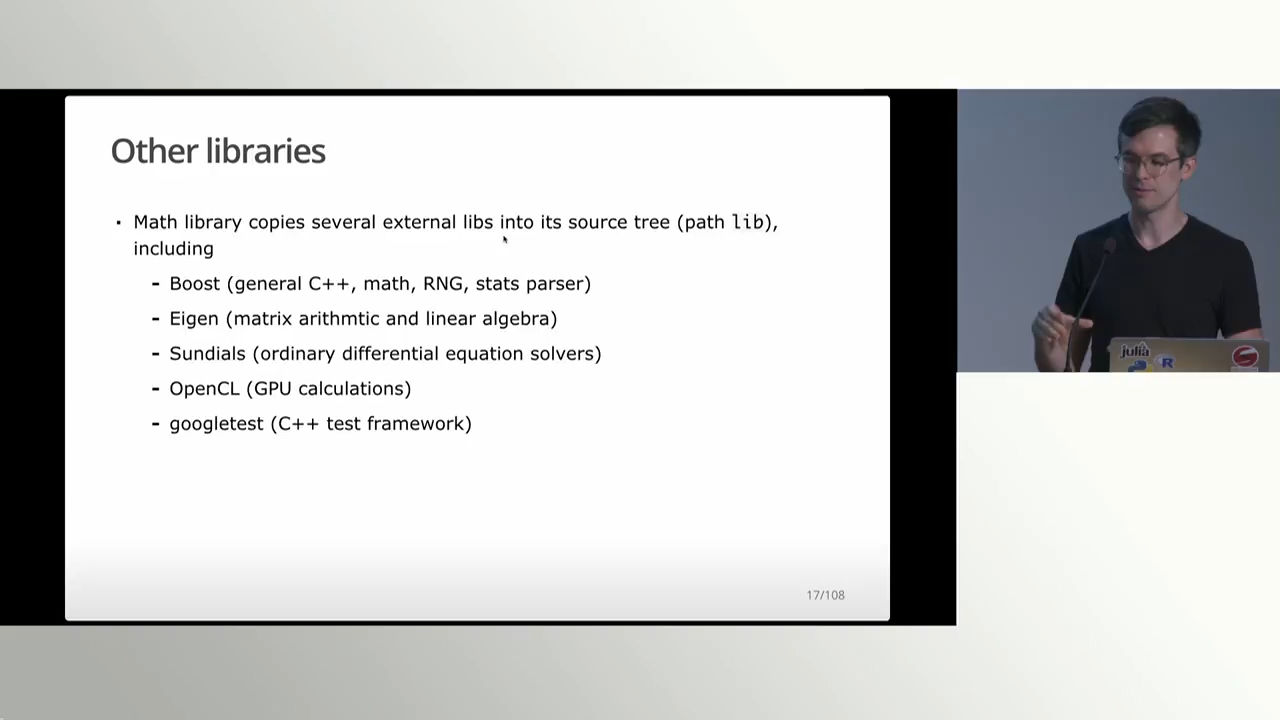 Other libraries
· Math library copies several external libs into its source tree (path lib),
including
- Boost (general C++, math, RNG, stats parser)
- Eigen (matrix arithmtic and linear algebra)
- Sundials (ordinary differential equation solvers)
- OpenCL (GPU calculations)
- googletest (C++ test framework)
17/108
julia
R